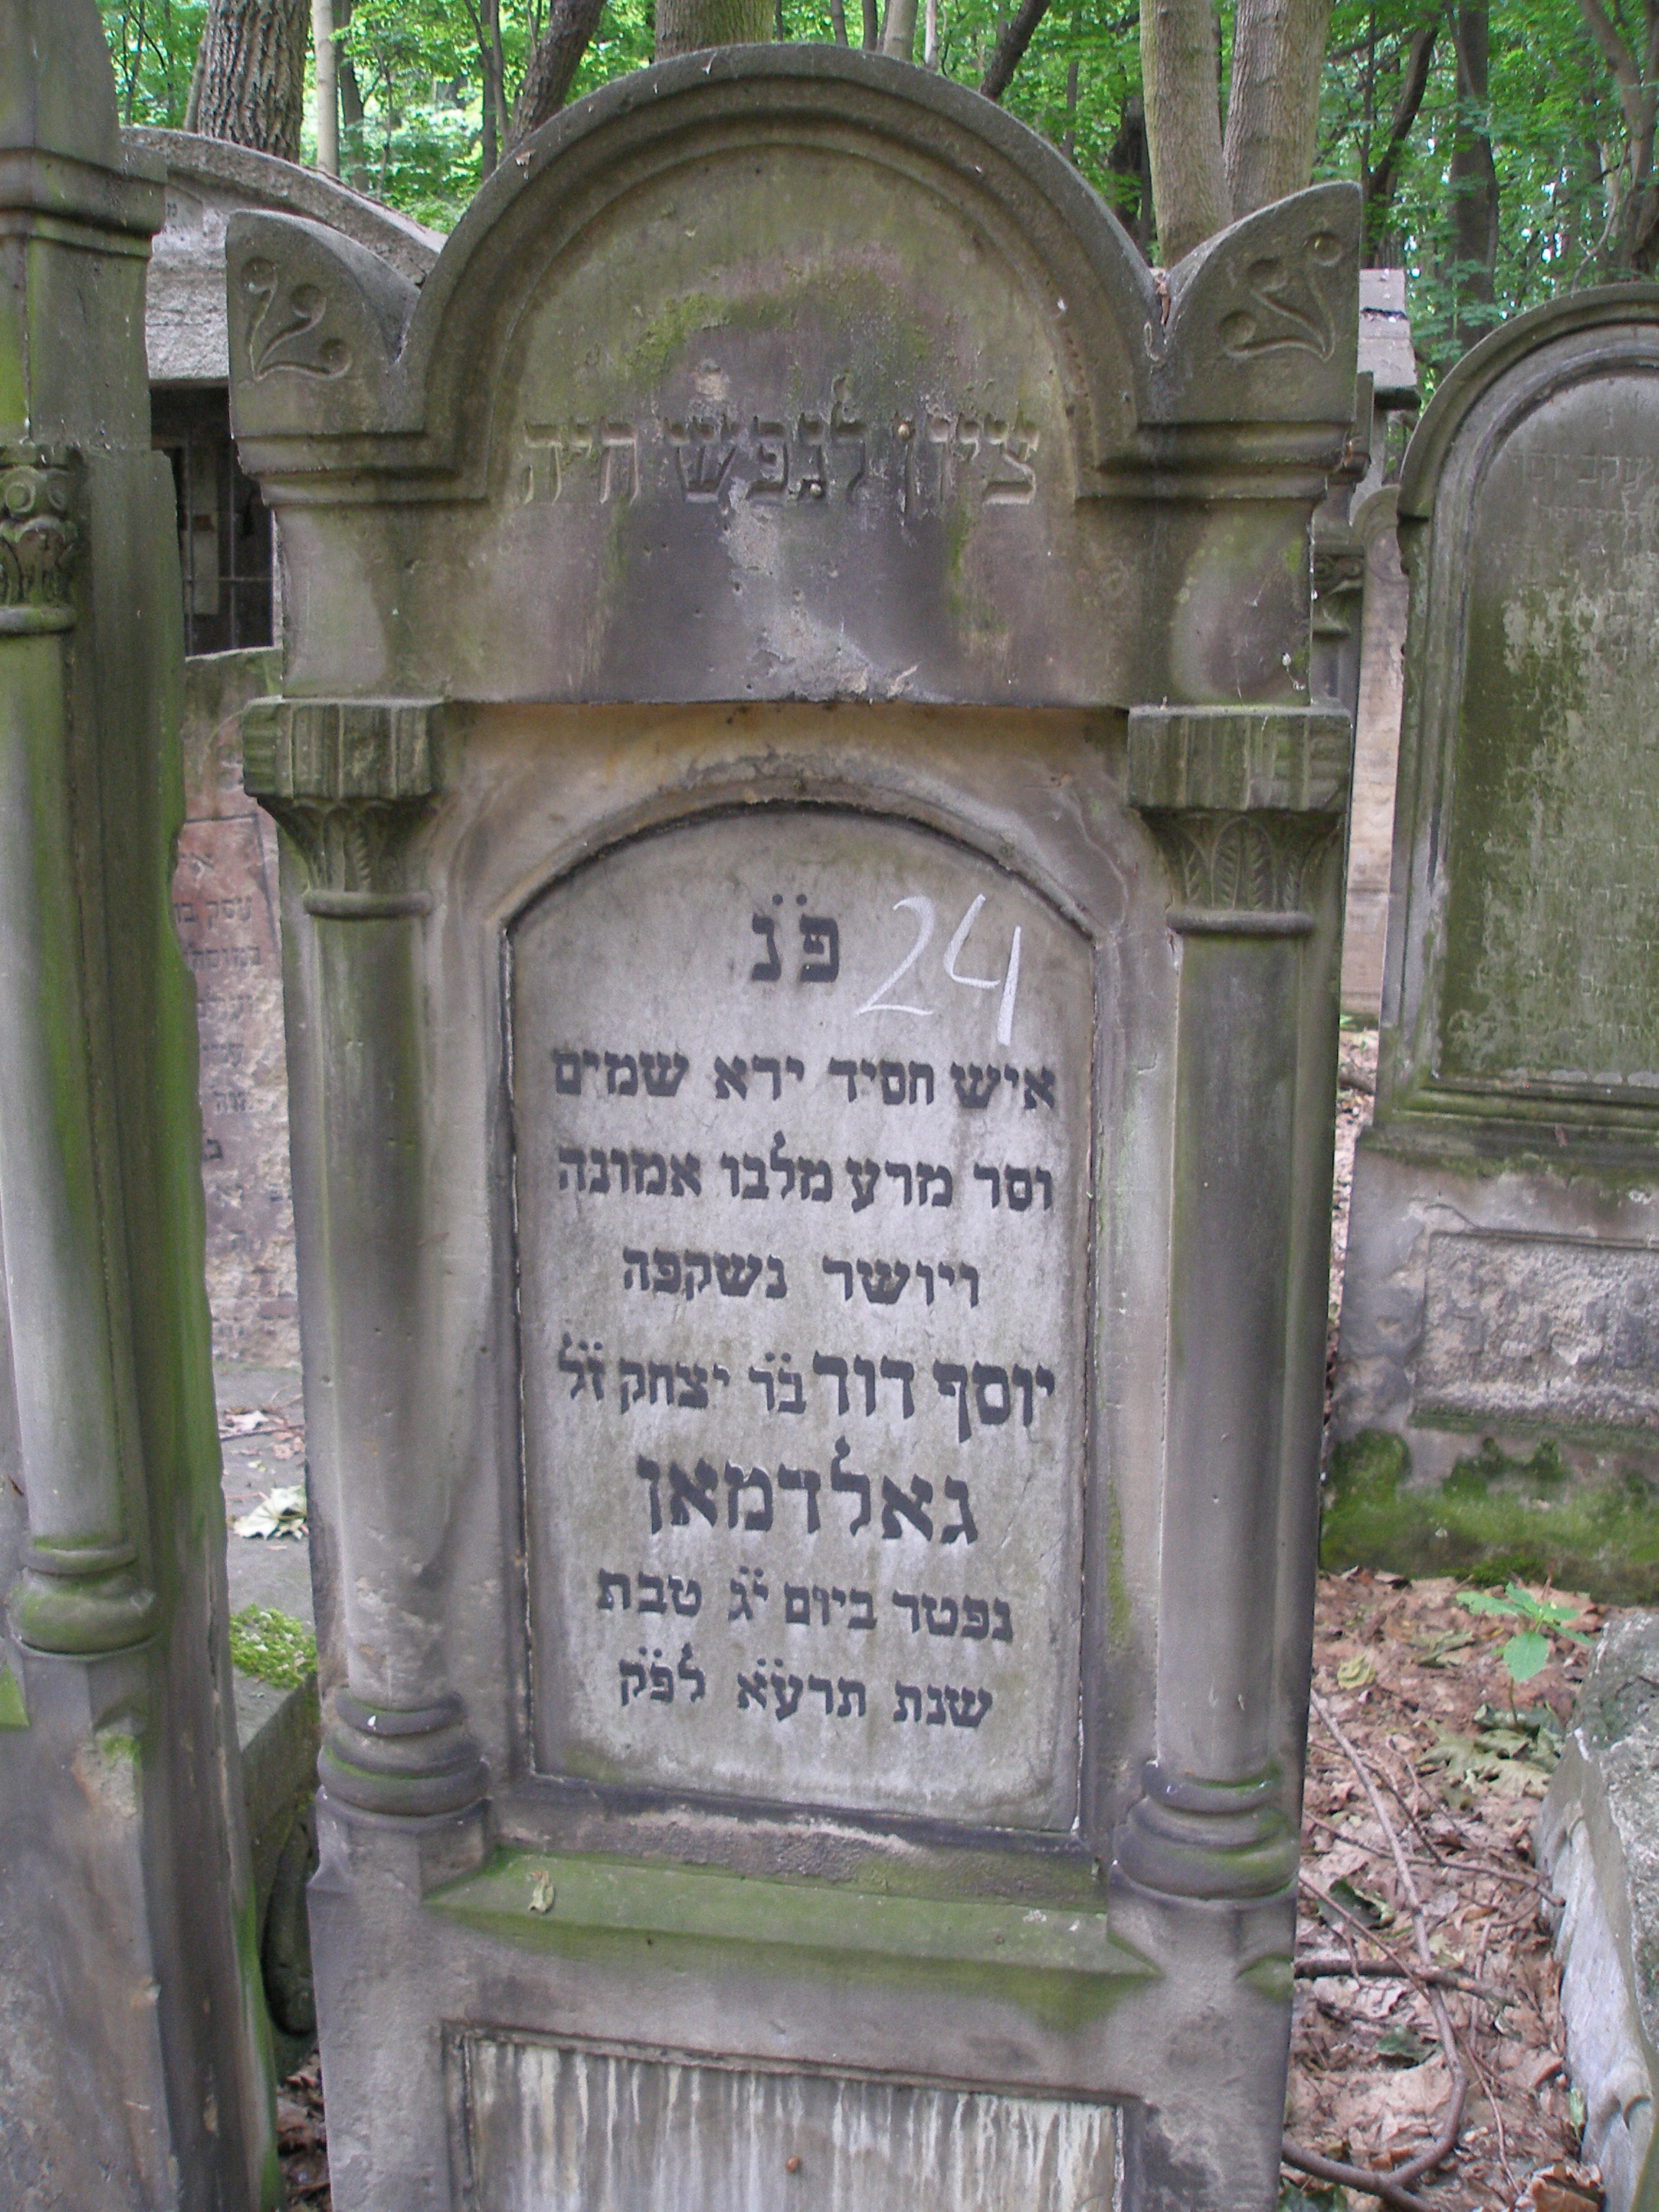 ציון לנפש חיה
פ"נ 24
איש חסיד ירא שמים
וסר מרע מלבו אמונה
ויושר נשקפה
יוסף דוד ב"ר יצחק ז"ל
גאלדמאן
נפטר ביום י"ג טבת
שנת תרע"א לפ"ק